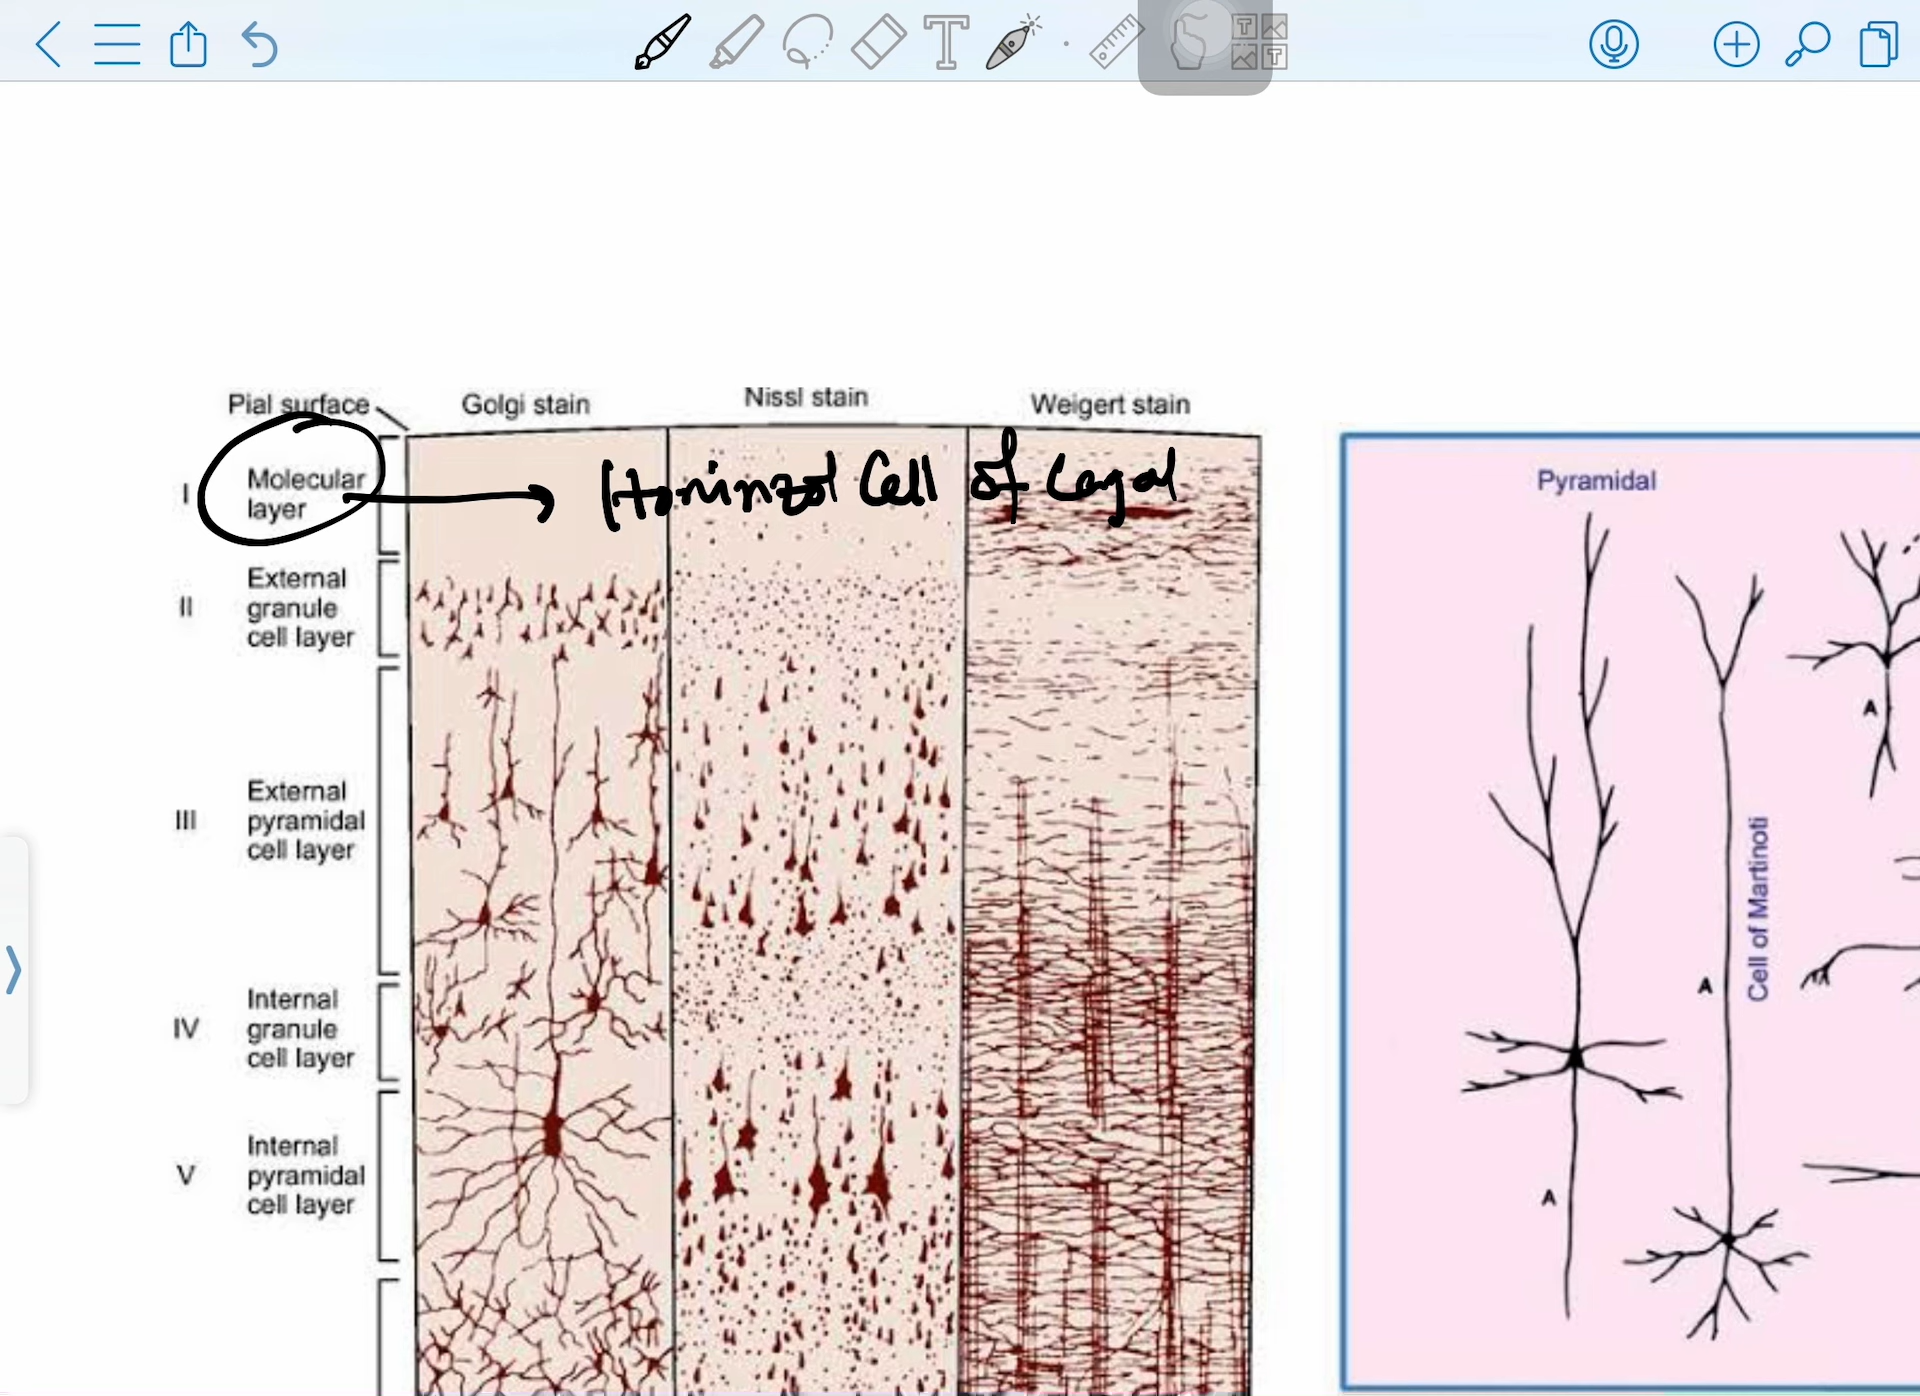 Pial surface
Golgi stain
Nissl stain
Weigert stain
I
Molecular
layer
Horizontal Cell of Cajal
II
External
granule
cell layer
III
External
pyramidal
cell layer
IV
Internal
granule
cell layer
V
Internal
pyramidal
cell layer
Pyramidal
A
Cell of Martinoti
A
A